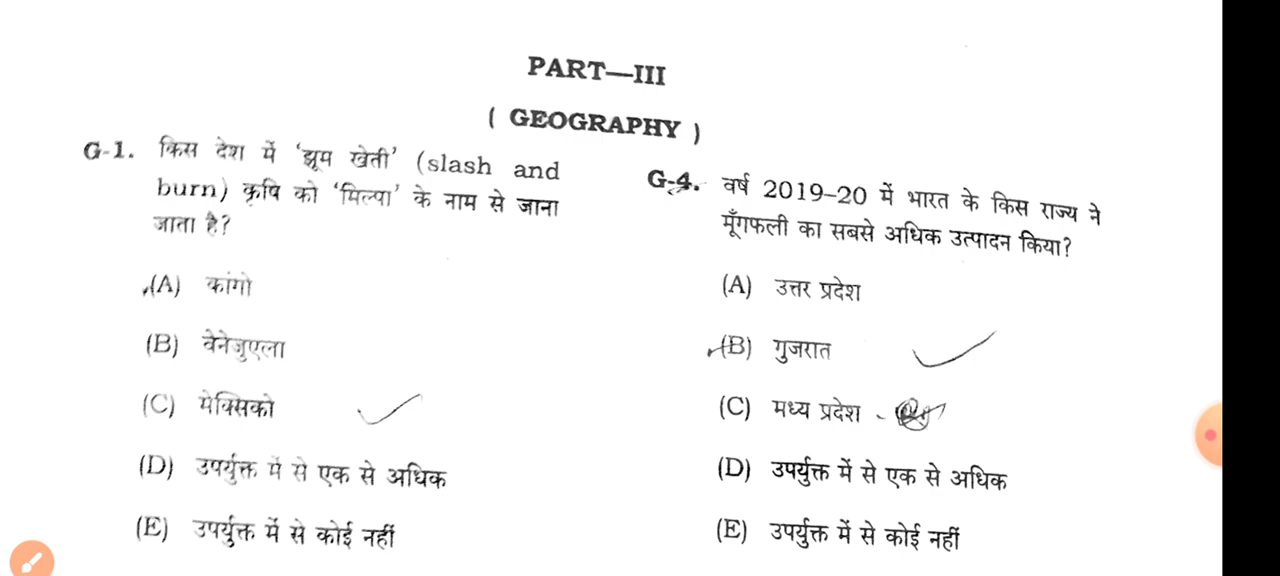 PART—III
( GEOGRAPHY )
G-1. किस देश में ‘झूम खेती’ (slash and
burn) कृषि को ‘मिल्पा’ के नाम से जाना
जाता है?
(A) कांगो
(B) वेनेजुएला
(C) मेक्सिको
(D) उपर्युक्त में से एक से अधिक
(E) उपर्युक्त में से कोई नहीं
G-4. वर्ष 2019–20 में भारत के किस राज्य ने
मूँगफली का सबसे अधिक उत्पादन किया?
(A) उत्तर प्रदेश
(B) गुजरात
(C) मध्य प्रदेश
(D) उपर्युक्त में से एक से अधिक
(E) उपर्युक्त में से कोई नहीं